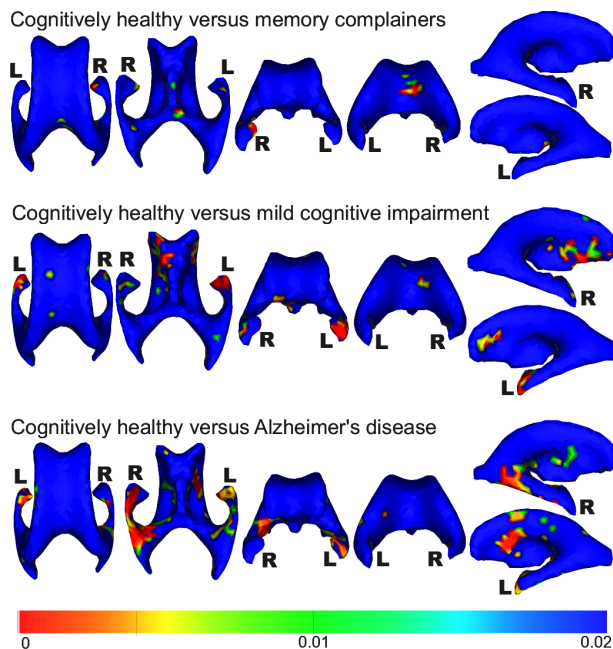 Cognitively healthy versus memory complainers
L R R L
R L L R
R
L
Cognitively healthy versus mild cognitive impairment
L R R L
R L L R
R
L
Cognitively healthy versus Alzheimer's disease
L R R L
R L L R
R
L
0 0.01 0.02